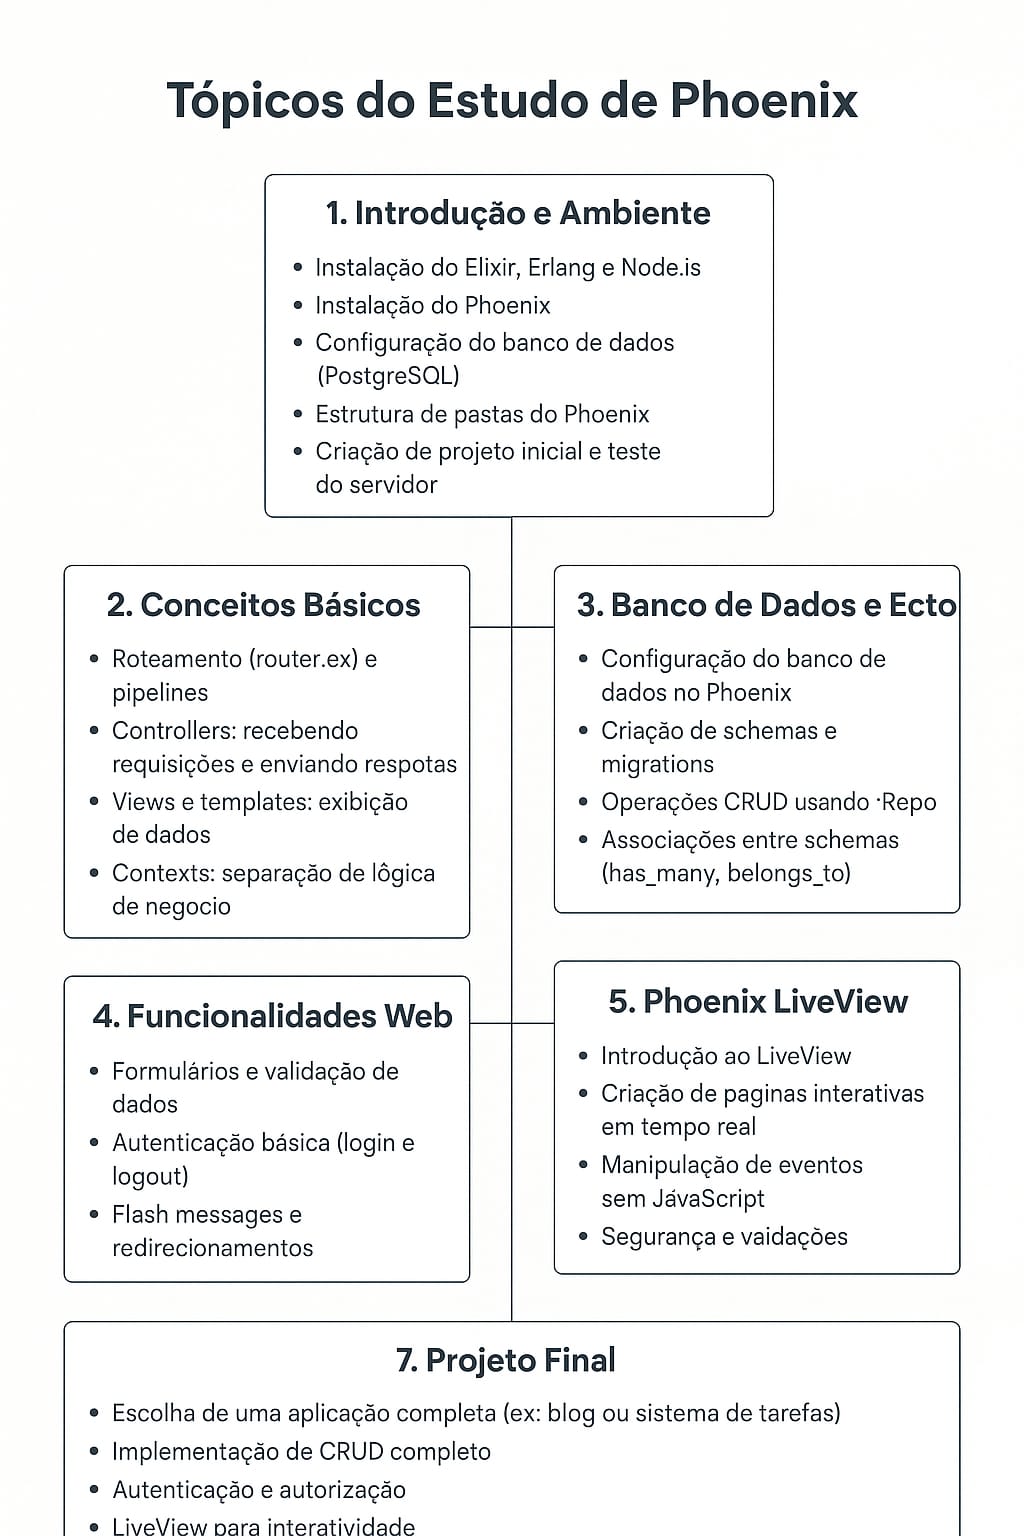 Tópicos do Estudo de Phoenix
1. Introdução e Ambiente
• Instalação do Elixir, Erlang e Node.is
• Instalação do Phoenix
• Configuração do banco de dados
(PostgreSQL)
• Estrutura de pastas do Phoenix
• Criação de projeto inicial e teste
do servidor
2. Conceitos Básicos
• Roteamento (router.ex) e
pipelines
• Controllers: recebendo
requisições e enviando respotas
• Views e templates: exibição
de dados
• Contexts: separação de lôgica
de negocio
3. Banco de Dados e Ecto
• Configuração do banco de
dados no Phoenix
• Criação de schemas e
migrations
• Operações CRUD usando ·Repo
• Associações entre schemas
(has_many, belongs_to)
4. Funcionalidades Web
• Formulários e validação de
dados
• Autenticação básica (login e
logout)
• Flash messages e
redirecionamentos
5. Phoenix LiveView
• Introdução ao LiveView
• Criação de paginas interativas
em tempo real
• Manipulação de eventos
sem JávaScript
• Segurança e vaidações
7. Projeto Final
• Escolha de uma aplicação completa (ex: blog ou sistema de tarefas)
• Implementação de CRUD completo
• Autenticação e autorização
• LiveView para interatividade